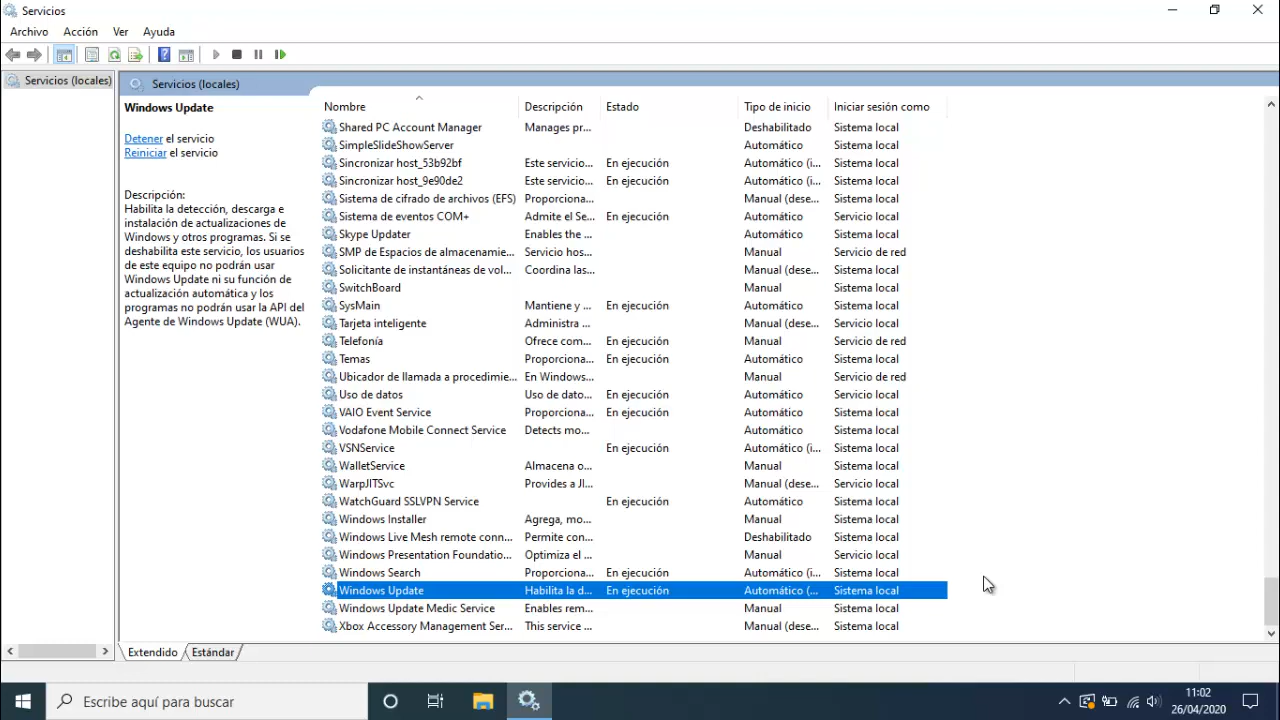 Servicios
Archivo Acción Ver Ayuda
Servicios (locales)
Servicios (locales)
Windows Update
Detener el servicio
Reiniciar el servicio
Descripción:
Habilita la detección, descarga e
instalación de actualizaciones de
Windows y otros programas. Si se
deshabilita este servicio, los usuarios
de este equipo no podrán usar
Windows Update ni su función de
actualización automática y los
programas no podrán usar la API del
Agente de Windows Update (WUA).
Nombre Descripción Estado Tipo de inicio Iniciar sesión como
Shared PC Account Manager Manages pr... Deshabilitado Sistema local
SimpleSlideShowServer Automático Sistema local
Sincronizar host_53b92bf Este servicio... En ejecución Automático (i... Sistema local
Sincronizar host_9e90de2 Este servicio... En ejecución Automático (i... Sistema local
Sistema de cifrado de archivos (EFS) Proporciona... Manual (dese... Sistema local
Sistema de eventos COM+ Admite el Se... En ejecución Automático Servicio local
Skype Updater Enables the ... Automático Sistema local
SMP de Espacios de almacenamie... Servicio hos... Manual Servicio de red
Solicitante de instantáneas de vol... Coordina las... Manual (dese... Sistema local
SwitchBoard Manual Sistema local
SysMain Mantiene y ... En ejecución Automático Sistema local
Tarjeta inteligente Administra ... Manual (dese... Servicio local
Telefonía Ofrece com... En ejecución Manual Servicio de red
Temas Proporciona... En ejecución Automático Sistema local
Ubicador de llamada a procedimie... En Windows... Manual Servicio de red
Uso de datos Uso de dato... En ejecución Automático Servicio local
VAIO Event Service Proporciona... En ejecución Automático Sistema local
Vodafone Mobile Connect Service Detects mo... Automático Sistema local
VSNService En ejecución Automático (i... Sistema local
WalletService Almacena o... Manual Sistema local
WarpJITSvc Provides a JI... Manual (dese... Servicio local
WatchGuard SSLVPN Service En ejecución Automático Sistema local
Windows Installer Agrega, mo... Manual Sistema local
Windows Live Mesh remote conn... Permite con... Deshabilitado Sistema local
Windows Presentation Foundatio... Optimiza el ... Manual Servicio local
Windows Search Proporciona... En ejecución Automático (i... Sistema local
Windows Update Habilita la d... En ejecución Automático (... Sistema local
Windows Update Medic Service Enables rem... Manual Sistema local
Xbox Accessory Management Ser... This service ... Manual (dese... Sistema local
Extendido Estándar
Escribe aquí para buscar
11:02
26/04/2020